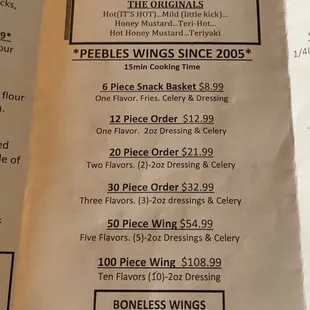 THE ORIGINALS
Hot(IT'S HOT)...Mild (little kick)...
Honey Mustard...Teri-Hot...
Hot Honey Mustard...Teriyaki
*PEEBLES WINGS SINCE 2005*
15min Cooking Time
6 Piece Snack Basket $8.99
One Flavor. Fries. Celery & Dressing
12 Piece Order $12.99
One Flavor. 2oz Dressing & Celery
20 Piece Order $21.99
Two Flavors. (2)-2oz Dressing & Celery
30 Piece Order $32.99
Three Flavors. (3)-2oz dressings & Celery
50 Piece Wing $54.99
Five Flavors. (5)-2oz Dressings & Celery
100 Piece Wing $108.99
Ten Flavors (10)-2oz Dressing
BONELESS WINGS
9*
flour
1/4l